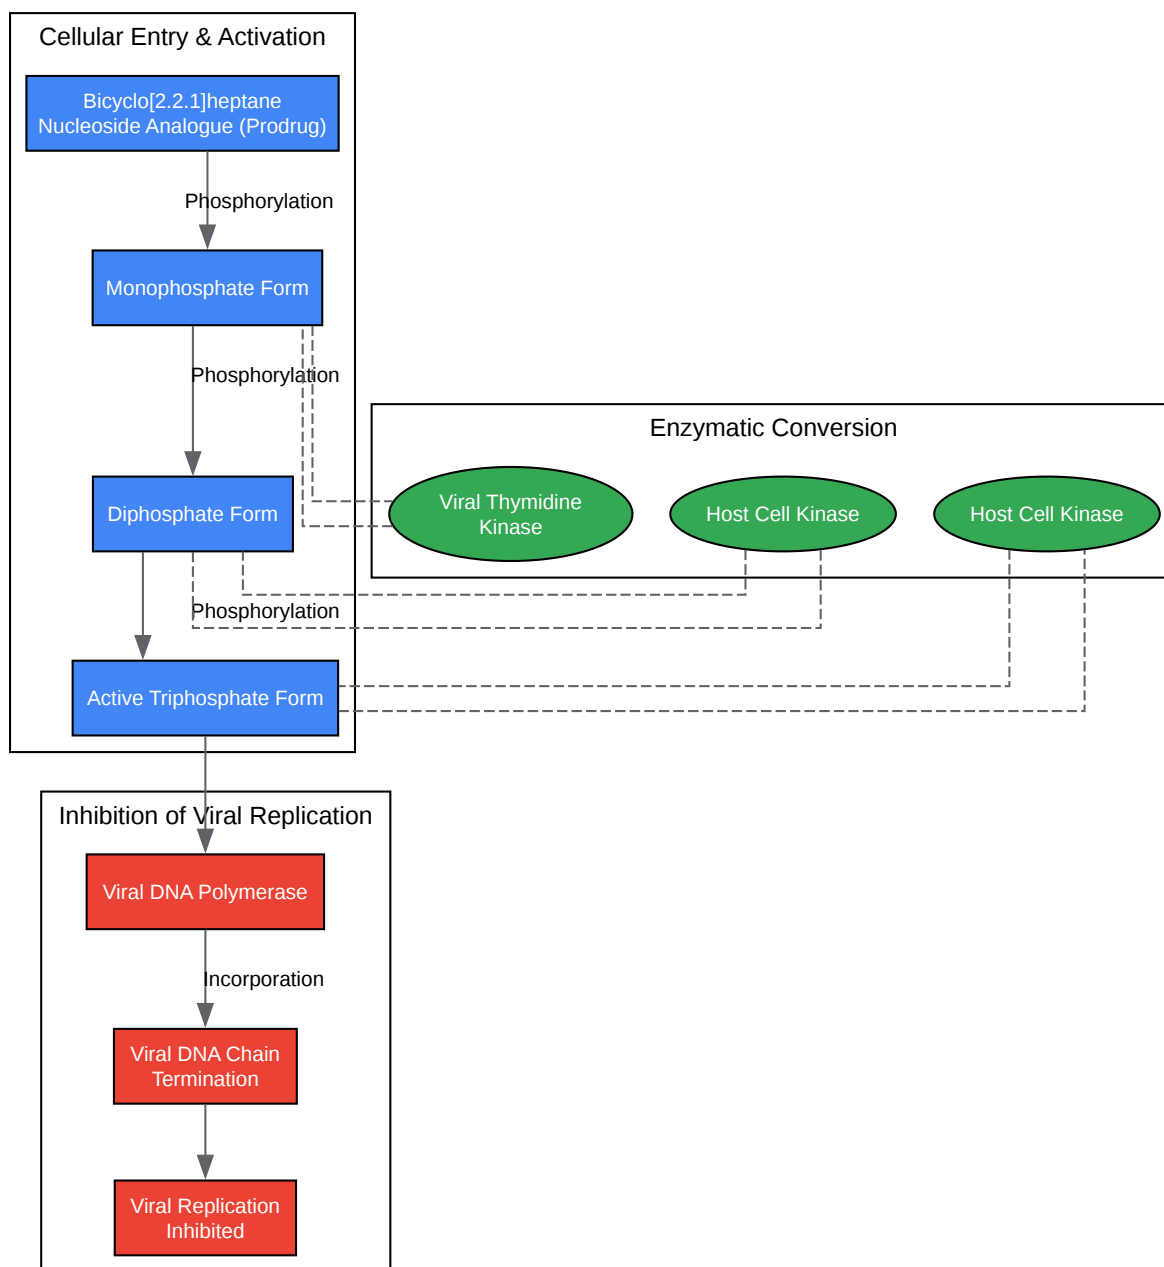 Cellular Entry & Activation
Bicyclo[2.2.1]heptane
Nucleoside Analogue (Prodrug)
Phosphorylation
Monophosphate Form
Phosphorylation
Enzymatic Conversion
Diphosphate Form
Viral Thymidine
Kinase
Host Cell Kinase
Host Cell Kinase
Phosphorylation
Active Triphosphate Form
Inhibition of Viral Replication
Viral DNA Polymerase
Incorporation
Viral DNA Chain
Termination
Viral Replication
Inhibited